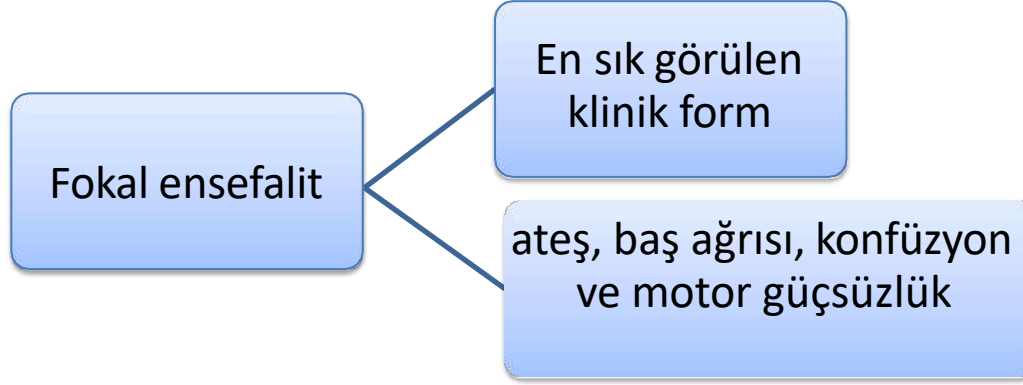 Fokal ensefalit
En sık görülen
klinik form
ateş, baş ağrısı, konfüzyon
ve motor güçsüzlük